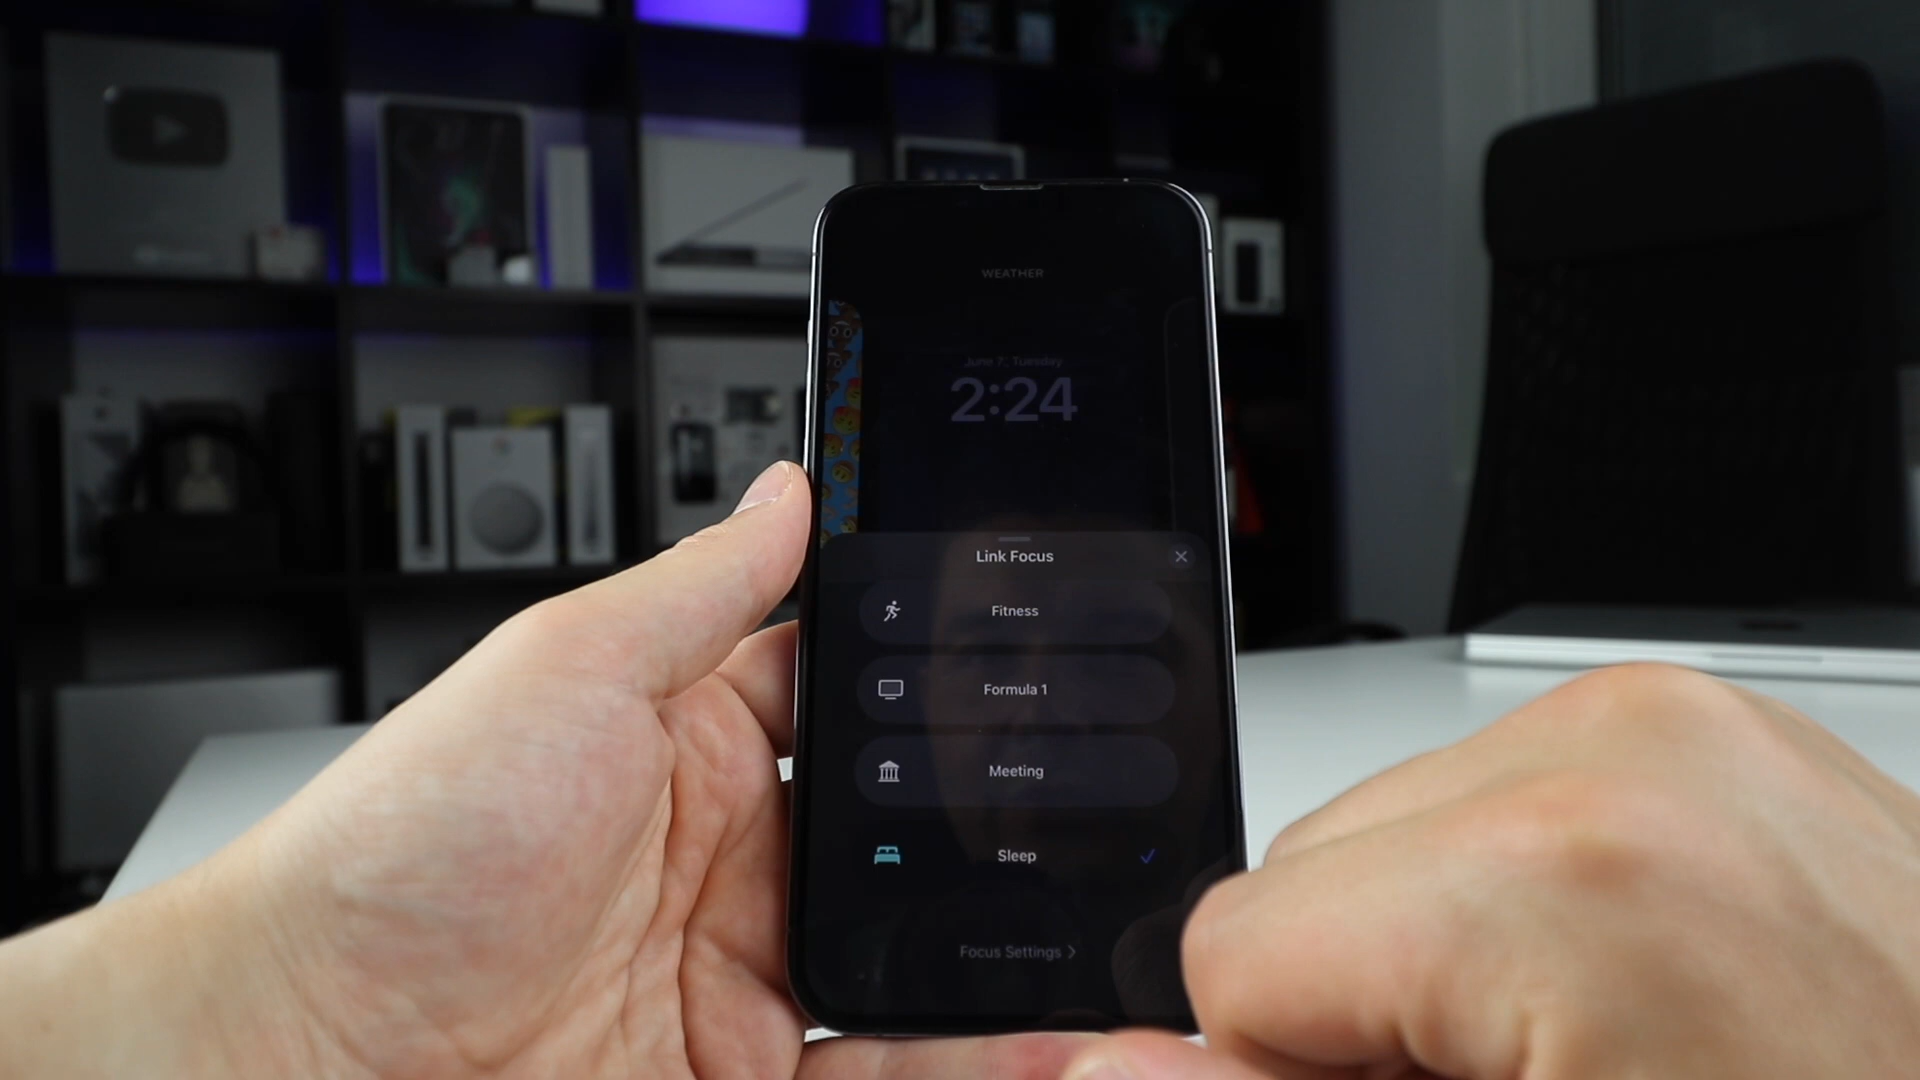 WEATHER
June 7, Tuesday
2:24
Link Focus
Fitness
Formula 1
Meeting
Sleep
Focus Settings